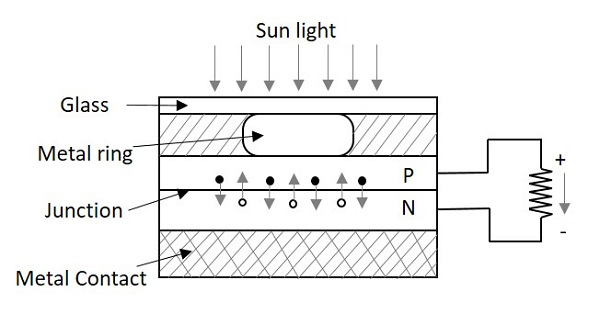 Sun light
Glass
Metal ring
Junction
Metal Contact
P
N
+
-